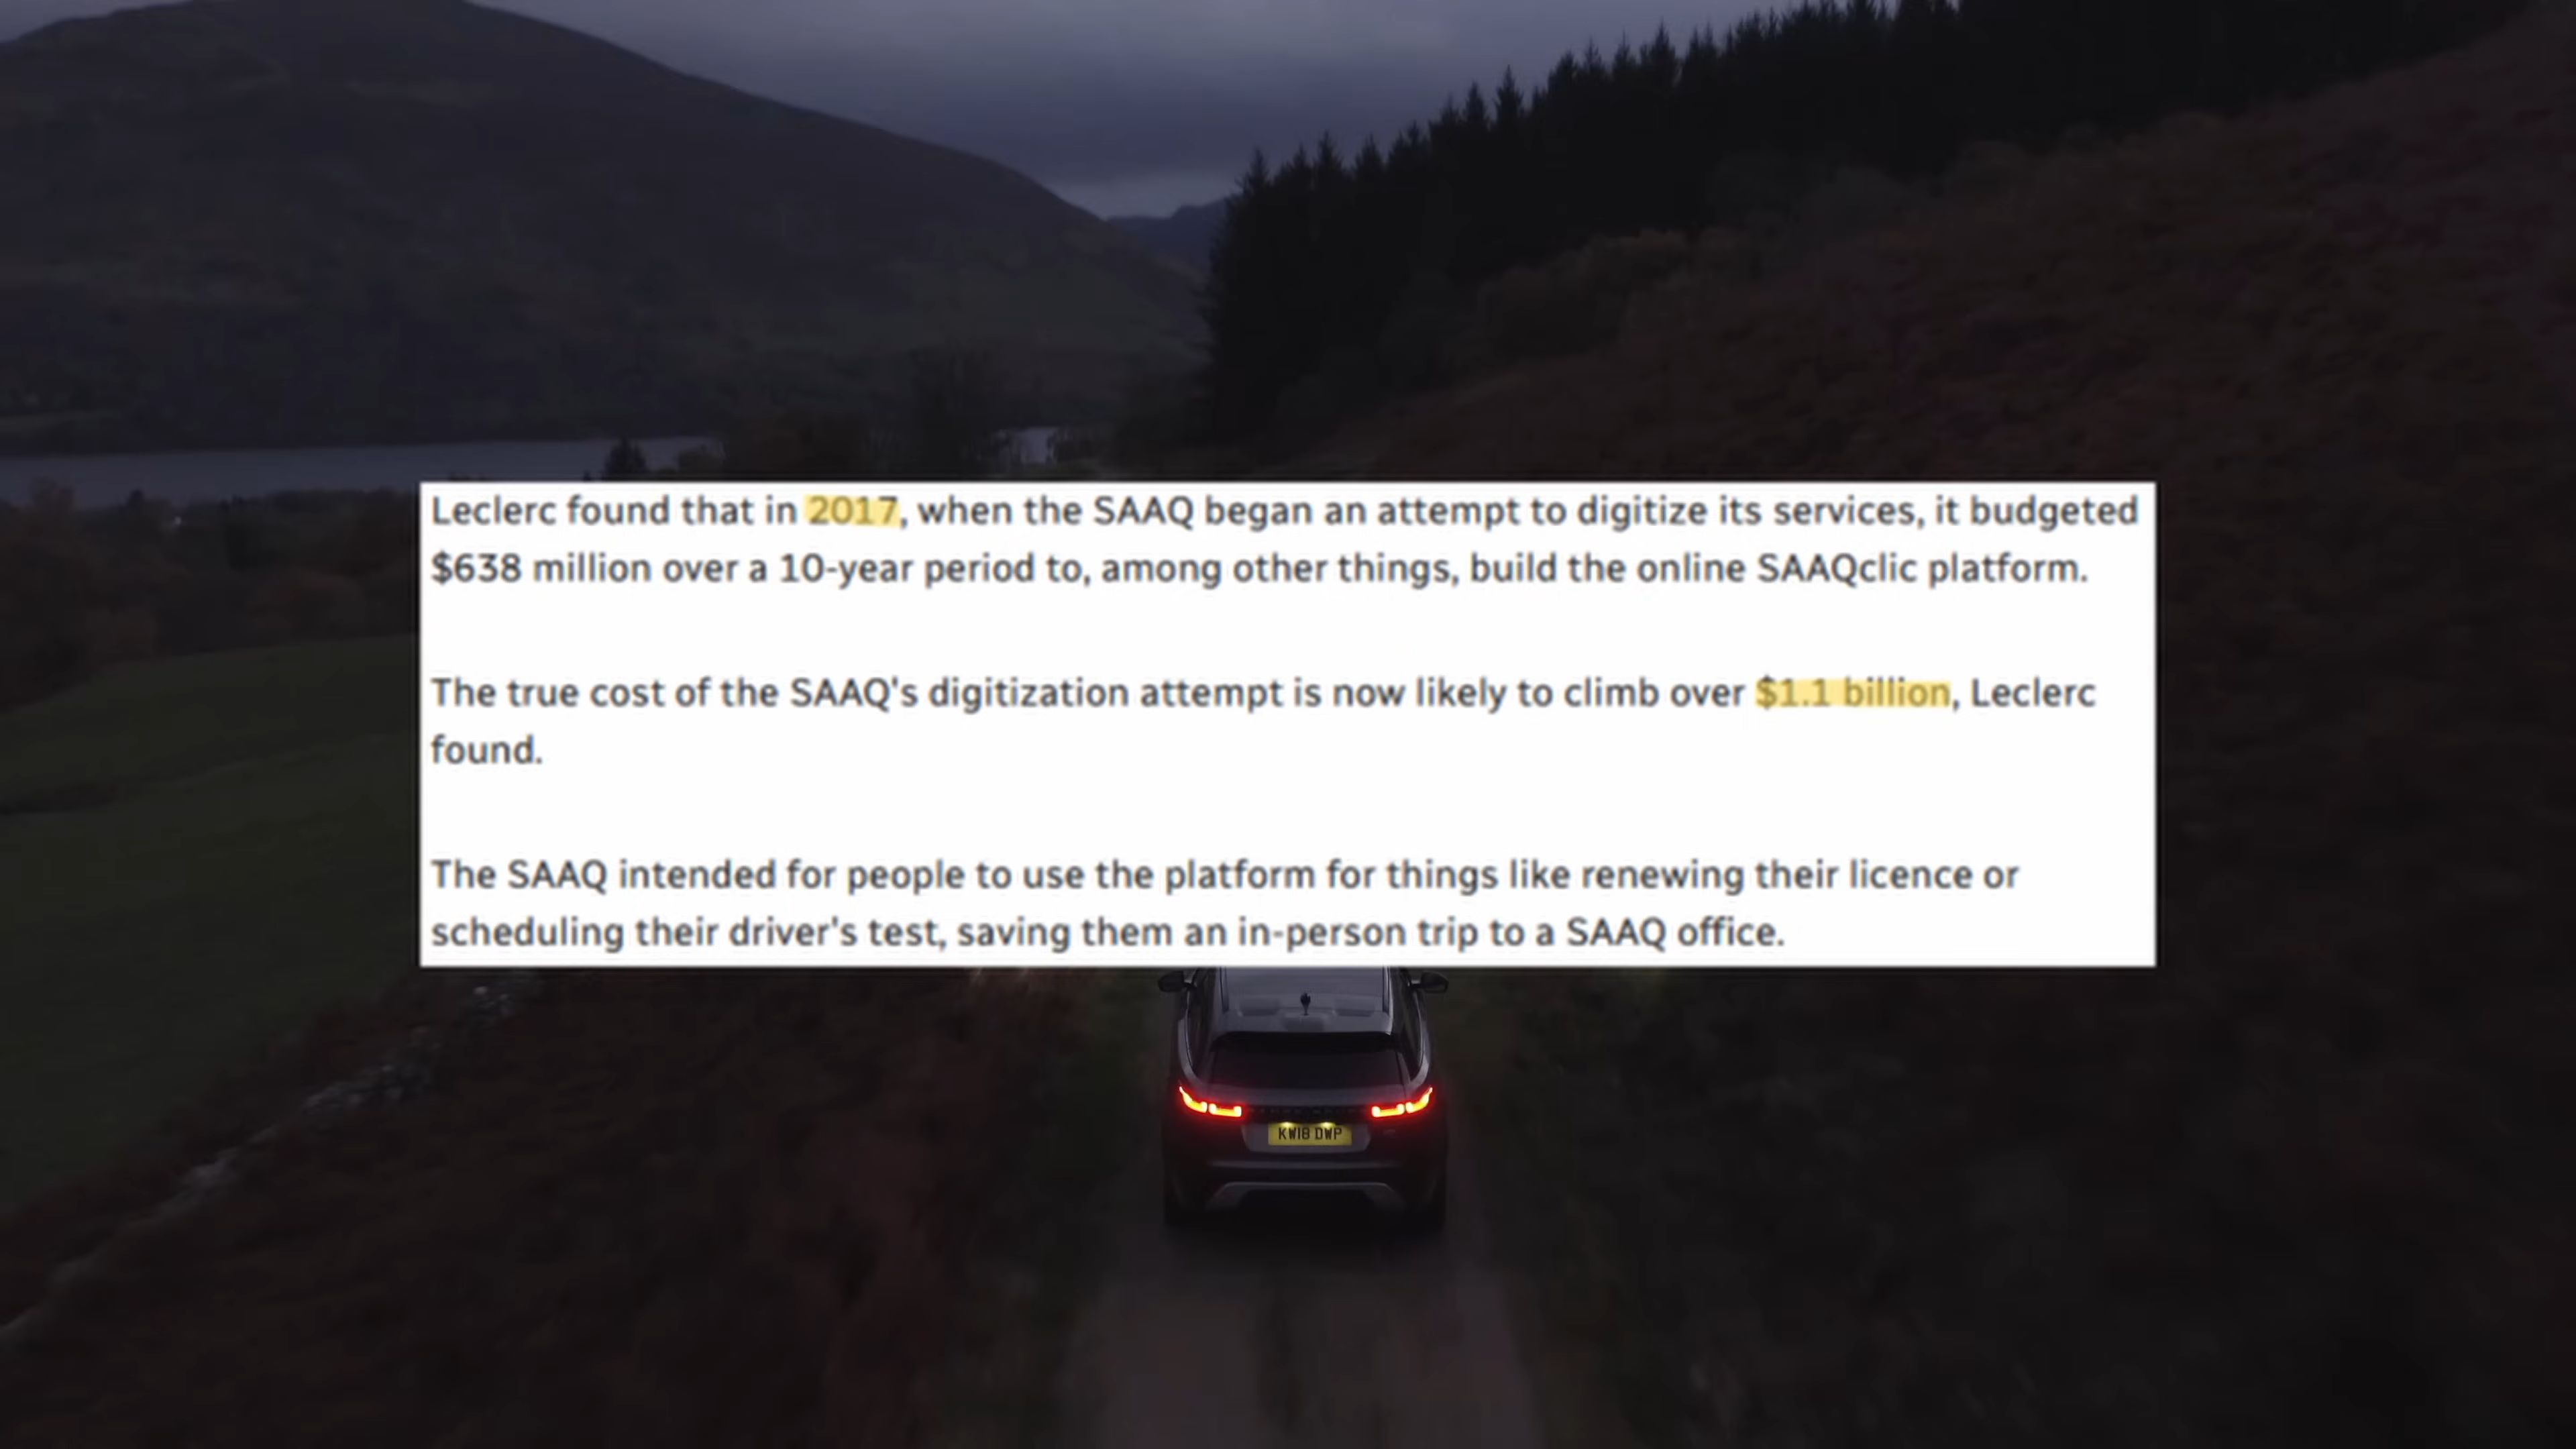 Leclerc found that in 2017, when the SAAQ began an attempt to digitize its services, it budgeted
$638 million over a 10-year period to, among other things, build the online SAAQclic platform.
The true cost of the SAAQ's digitization attempt is now likely to climb over $1.1 billion, Leclerc
found.
The SAAQ intended for people to use the platform for things like renewing their licence or
scheduling their driver's test, saving them an in-person trip to a SAAQ office.
KW18 DWP